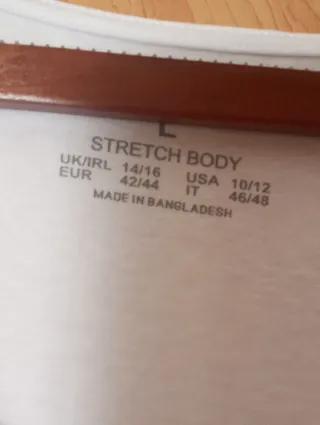 L
STRETCH BODY
UK/IRL 14/16 USA 10/12
EUR 42/44 IT 46/48
MADE IN BANGLADESH